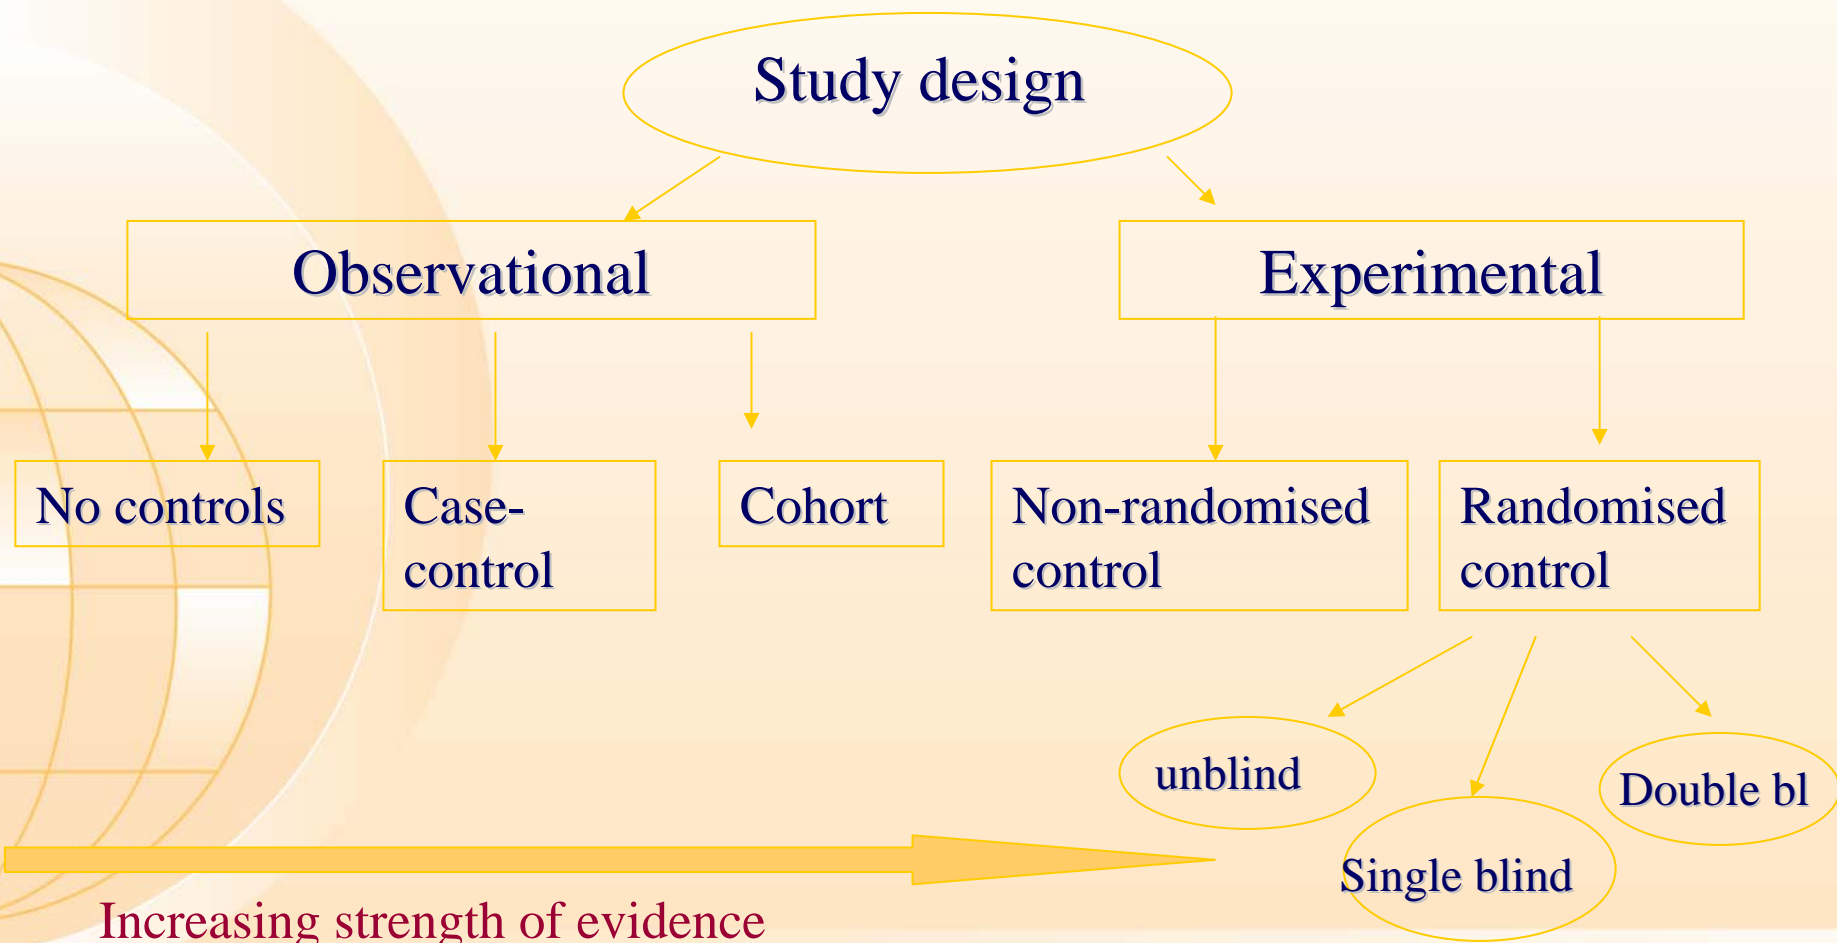 Study design
Observational
Experimental
No controls
Case-
control
Cohort
Non-randomised
control
Randomised
control
unblind
Single blind
Double bl
Increasing strength of evidence